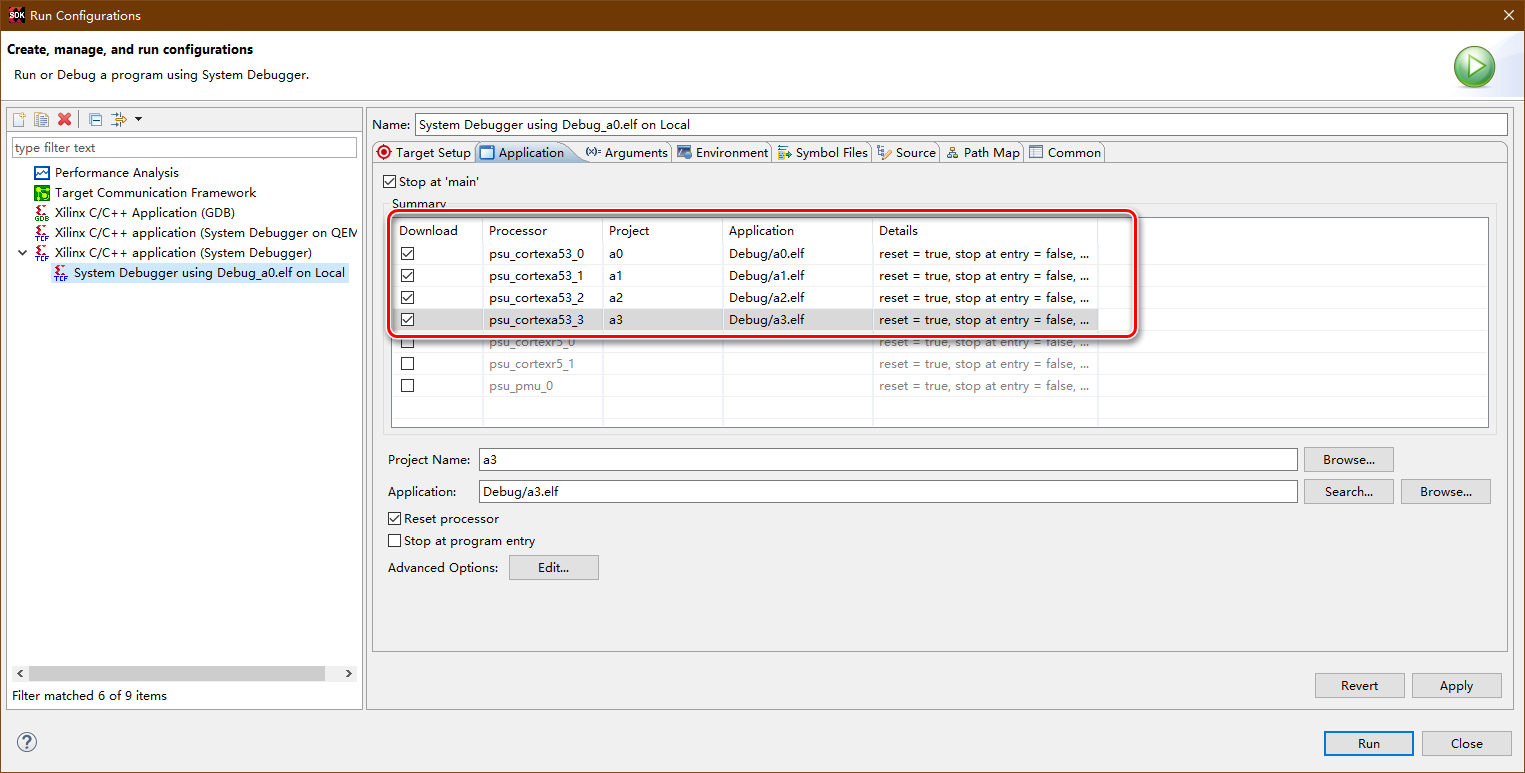 SDK Run Configurations
Create, manage, and run configurations
Run or Debug a program using System Debugger.
type filter text
Performance Analysis
Target Communication Framework
GDB Xilinx C/C++ Application (GDB)
TCF Xilinx C/C++ application (System Debugger on QEM
TCF Xilinx C/C++ application (System Debugger)
TCF System Debugger using Debug_a0.elf on Local
Filter matched 6 of 9 items
Name: System Debugger using Debug_a0.elf on Local
Target Setup Application (x)= Arguments Environment Symbol Files Source Path Map Common
Stop at 'main'
Summary
Download Processor Project Application Details
psu_cortexa53_0 a0 Debug/a0.elf reset = true, stop at entry = false, ...
psu_cortexa53_1 a1 Debug/a1.elf reset = true, stop at entry = false, ...
psu_cortexa53_2 a2 Debug/a2.elf reset = true, stop at entry = false, ...
psu_cortexa53_3 a3 Debug/a3.elf reset = true, stop at entry = false, ...
psu_cortexr5_0 reset = true, stop at entry = false, ...
psu_cortexr5_1 reset = true, stop at entry = false, ...
psu_pmu_0 reset = true, stop at entry = false, ...
Project Name: a3 Browse...
Application: Debug/a3.elf Search... Browse...
Reset processor
Stop at program entry
Advanced Options: Edit...
Revert Apply
? Run Close